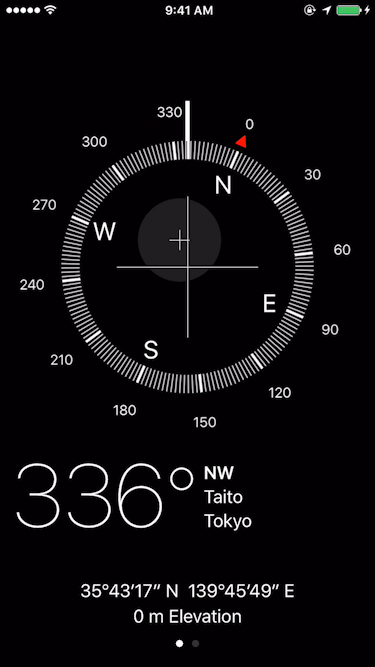 9:41 AM
330
0
300
30
N
270
W
60
240
E
90
S
210
120
180
150
336°
NW
Taito
Tokyo
35°43′17″ N 139°45′49″ E
0 m Elevation